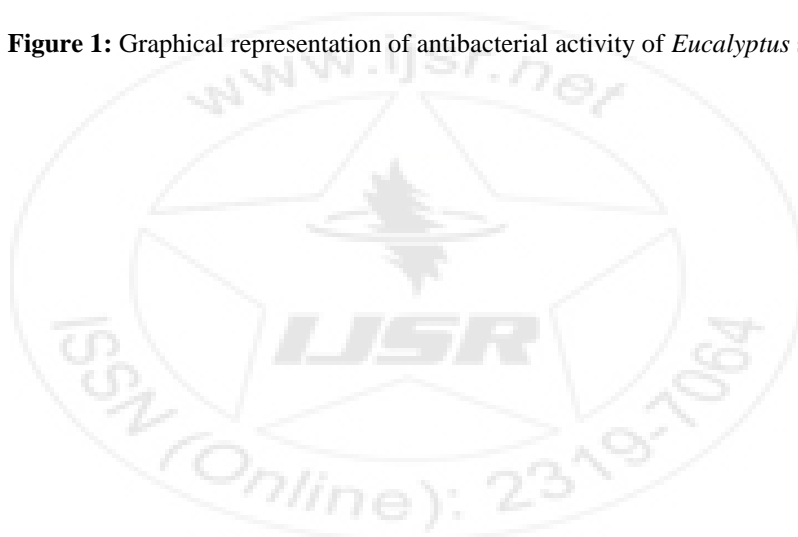 Figure 1: Graphical representation of antibacterial activity of Eucalyptus
www.ijsr.net
IJSR
ISSN (Online): 2319-7064